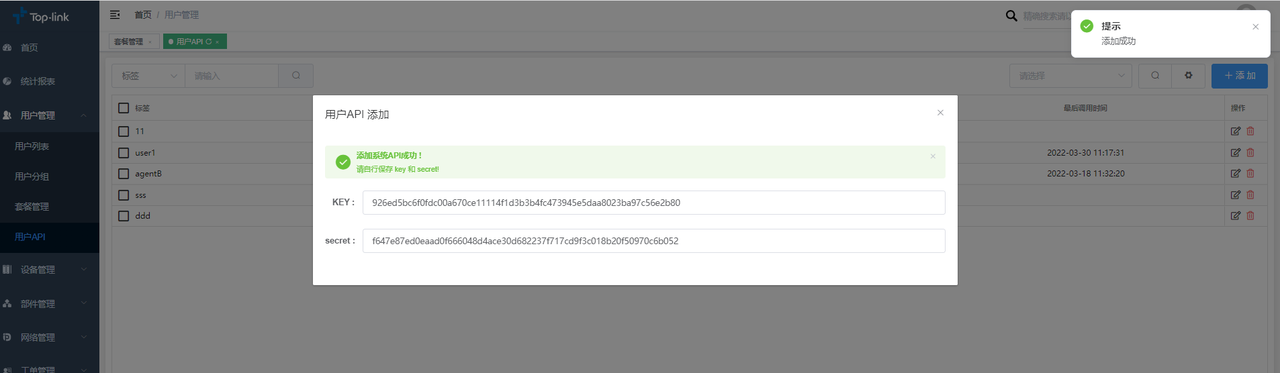 Top-link
首页 / 用户管理
套餐管理
用户API
提示
添加成功
首页
统计报表
用户管理
用户列表
用户分组
套餐管理
用户API
设备管理
部件管理
网络管理
工单管理
标签
请输入
请选择
添加
标签
最后调用时间
操作
11
user1
2022-03-30 11:17:31
agentB
2022-03-18 11:32:20
sss
ddd
用户API 添加
添加系统API成功！
请自行保存 key 和 secret!
KEY：
926ed5bc6f0fdc00a670ce11114f1d3b3b4fc473945e5daa8023ba97c56e2b80
secret：
f647e87ed0eaad0f666048d4ace30d682237f717cd9f3c018b20f50970c6b052